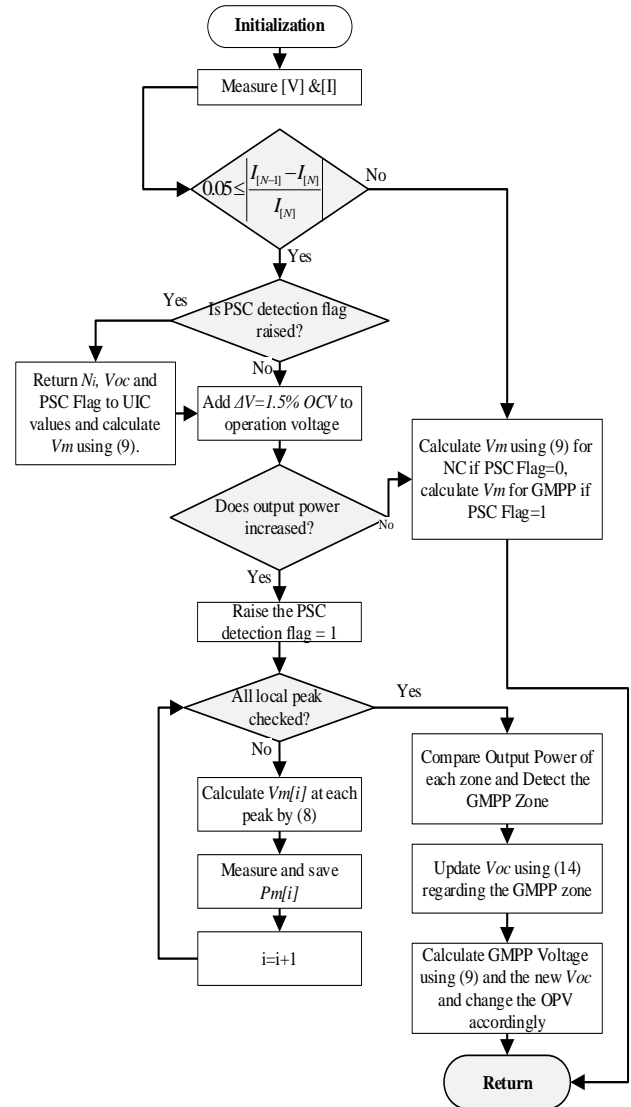 Initialization
Measure [V] &[I]
0.05≤|I[N-1]−I[N]/I[N]|
No
Yes
Is PSC detection flag
raised?
Yes
No
Return Ni, Voc and
PSC Flag to UIC
values and calculate
Vm using (9).
Add ΔV=1.5% OCV to
operation voltage
Calculate Vm using (9) for
NC if PSC Flag=0,
calculate Vm for GMPP if
PSC Flag=1
Does output power
increased?
No
Yes
Raise the PSC
detection flag = 1
All local peak
checked?
Yes
No
Calculate Vm[i] at each
peak by (8)
Measure and save
Pm[i]
i=i+1
Compare Output Power of
each zone and Detect the
GMPP Zone
Update Voc using (14)
regarding the GMPP zone
Calculate GMPP Voltage
using (9) and the new Voc
and change the OPV
accordingly
Return